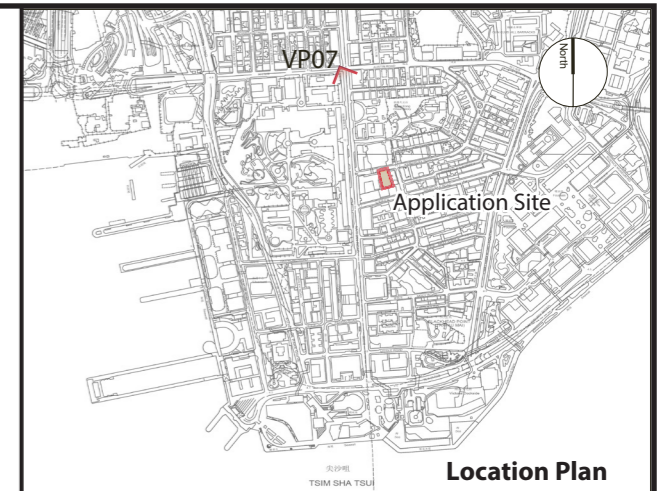 VP07
North
Application Site
尖沙咀
TSIM SHA TSUI
Location Plan